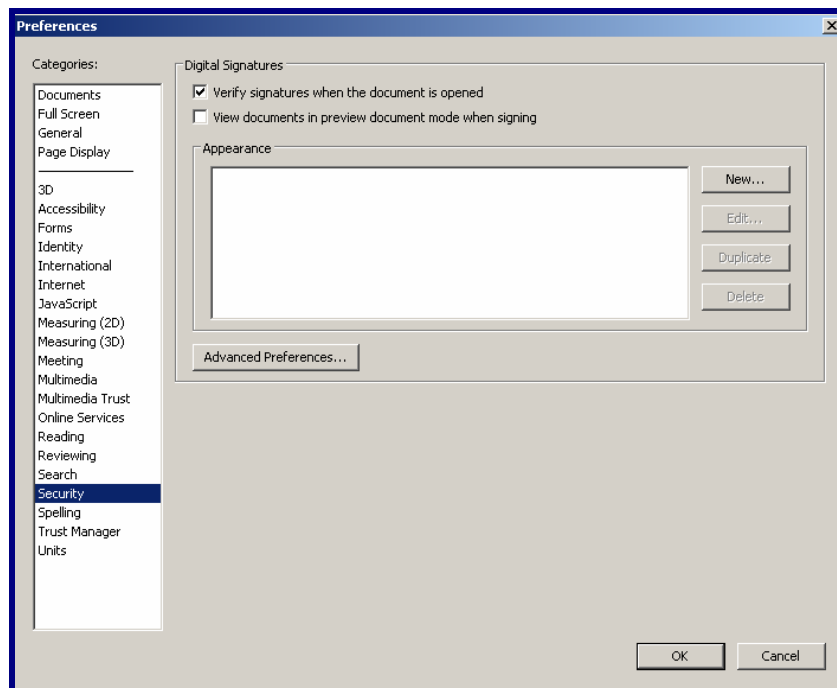 Preferences
Categories:
Documents
Full Screen
General
Page Display
3D
Accessibility
Forms
Identity
International
Internet
JavaScript
Measuring (2D)
Measuring (3D)
Meeting
Multimedia
Multimedia Trust
Online Services
Reading
Reviewing
Search
Security
Spelling
Trust Manager
Units
Digital Signatures
Verify signatures when the document is opened
View documents in preview document mode when signing
Appearance
New...
Edit...
Duplicate
Delete
Advanced Preferences...
OK
Cancel